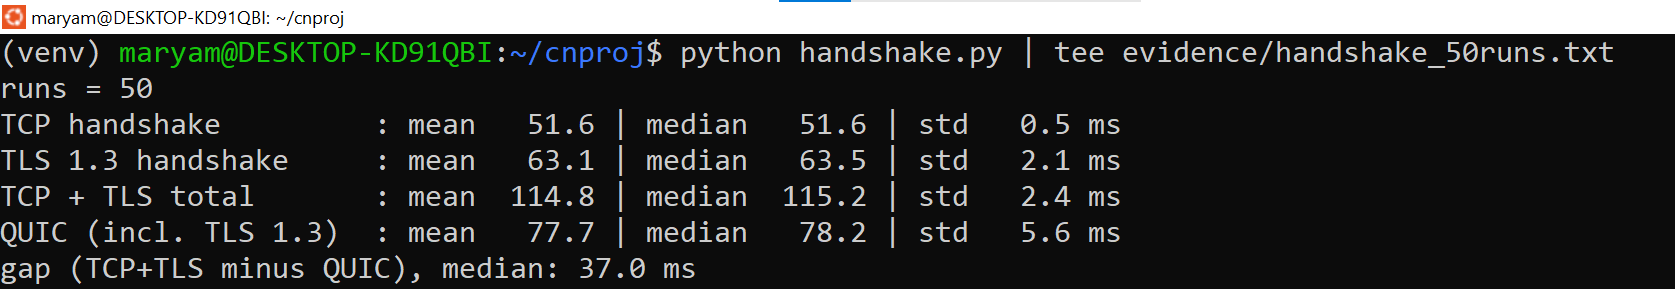 maryam@DESKTOP-KD91QBI: ~/cnproj
(venv) maryam@DESKTOP-KD91QBI:~/cnproj$ python handshake.py | tee evidence/handshake_50runs.txt
runs = 50
TCP handshake         : mean   51.6 | median   51.6 | std   0.5 ms
TLS 1.3 handshake     : mean   63.1 | median   63.5 | std   2.1 ms
TCP + TLS total       : mean  114.8 | median  115.2 | std   2.4 ms
QUIC (incl. TLS 1.3)  : mean   77.7 | median   78.2 | std   5.6 ms
gap (TCP+TLS minus QUIC), median: 37.0 ms